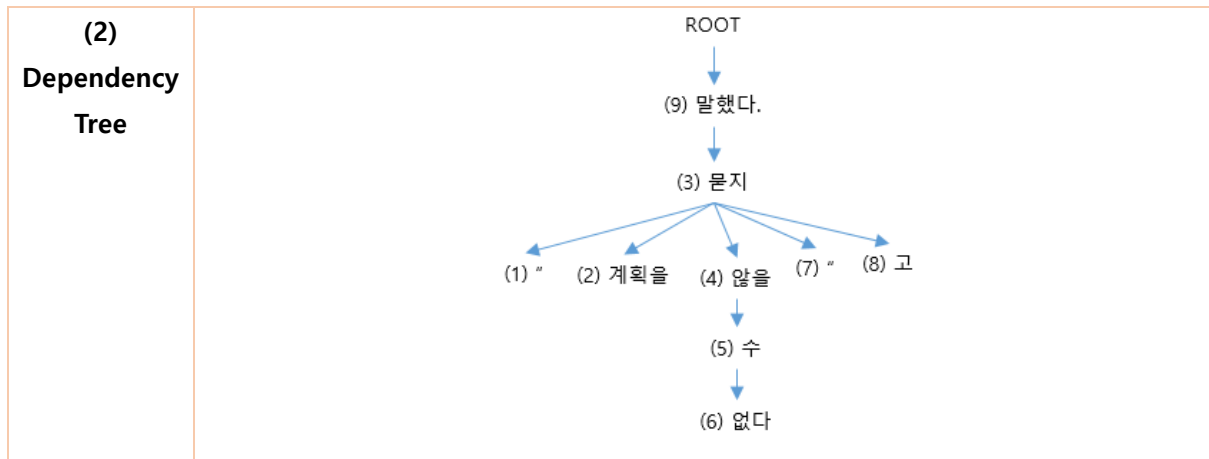 (2)
Dependency
Tree
ROOT
(9) 말했다.
(3) 묻지
(1) “ (2) 계획을 (4) 않을 (7) “ (8) 고
(5) 수
(6) 없다